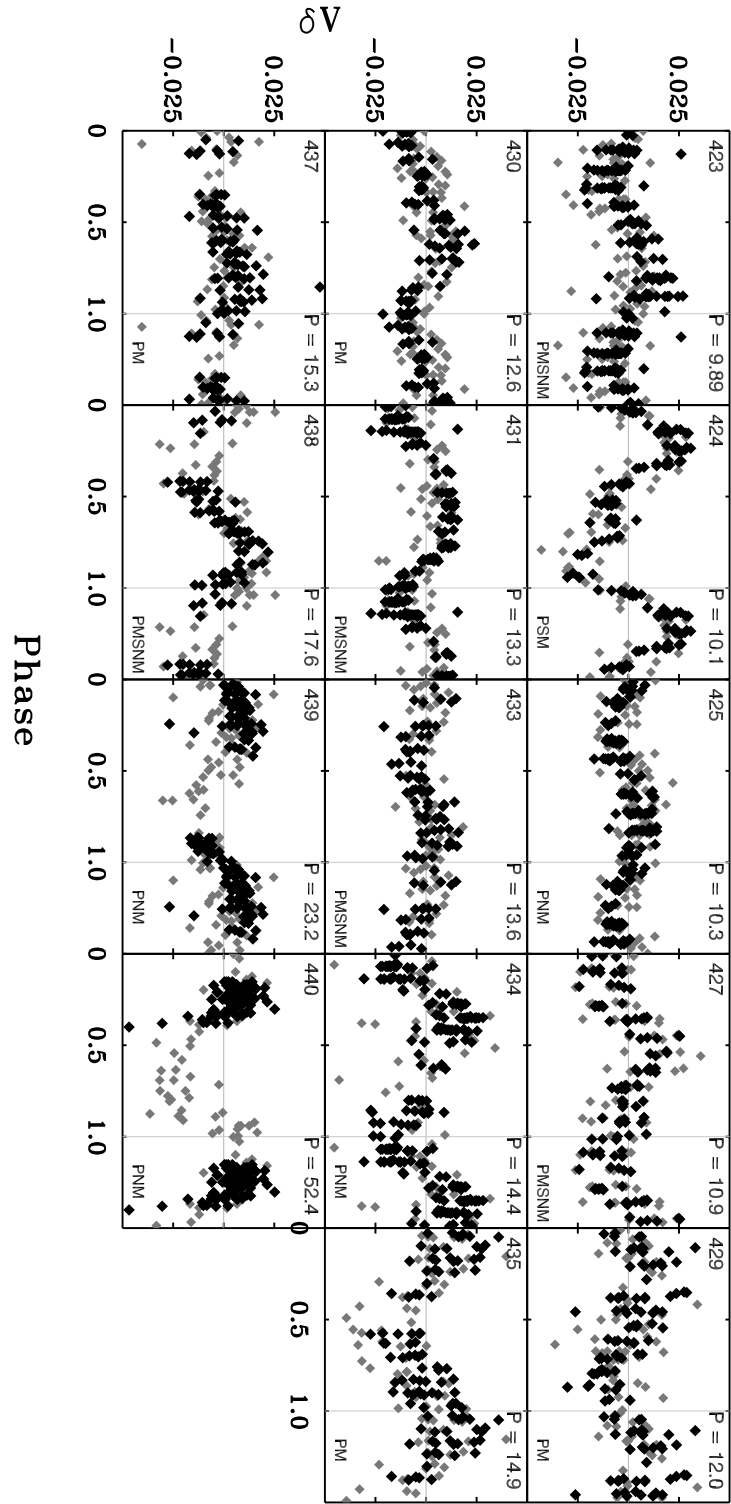 δV
0.025
−0.025
423
P = 9.89
PMSNM
424
P = 10.1
PSM
425
P = 10.3
PNM
427
P = 10.9
PMSNM
429
P = 12.0
PM
0.025
−0.025
430
P = 12.6
PM
431
P = 13.3
PMSNM
433
P = 13.6
PMSNM
434
P = 14.4
PNM
435
P = 14.9
PM
0.025
−0.025
437
P = 15.3
PM
438
P = 17.6
PMSNM
439
P = 23.2
PNM
440
P = 52.4
PNM
0 0.5 1.0
0 0.5 1.0
0 0.5 1.0
0 0.5 1.0
0 0.5 1.0
Phase